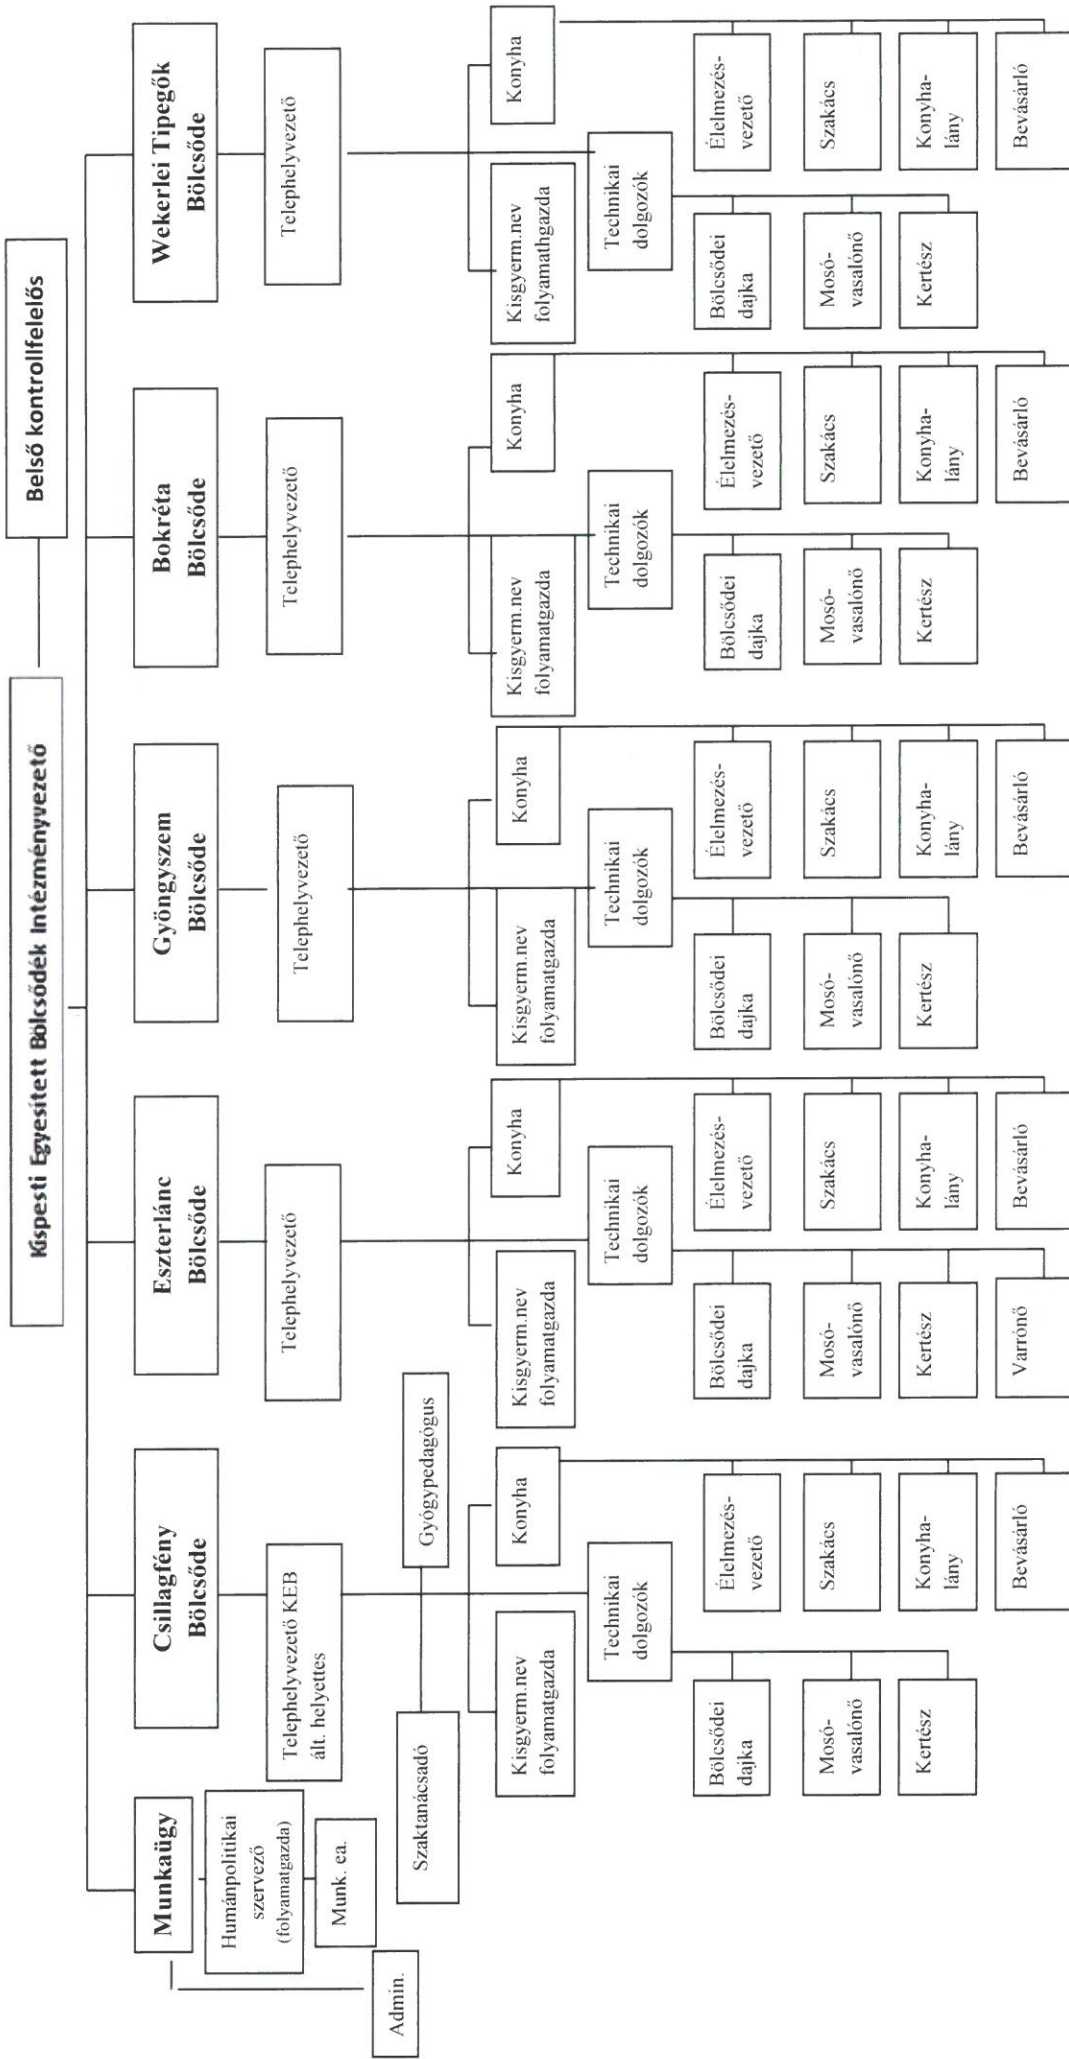 Kispesti Egyesített Bölcsődék Intézményvezető
Belső kontrollfelelős
Munkaügy
Humánpolitikai
szervező
(folyamatgazda)
Munk. ea.
Admin.
Csillagfény
Bölcsőde
Telephelyvezető KEB
ált. helyettes
Szaktanácsadó
Gyógypedagógus
Kisgyerm.nev
folyamatgazda
Konyha
Technikai
dolgozók
Bölcsődei
dajka
Mosó-
vasalónő
Kertész
Élelmezés-
vezető
Szakács
Konyha-
lány
Bevásárló
Eszterlánc
Bölcsőde
Telephelyvezető
Kisgyerm.nev
folyamatgazda
Konyha
Technikai
dolgozók
Bölcsődei
dajka
Mosó-
vasalónő
Kertész
Varrónő
Élelmezés-
vezető
Szakács
Konyha-
lány
Bevásárló
Gyöngyszem
Bölcsőde
Telephelyvezető
Kisgyerm.nev
folyamatgazda
Konyha
Technikai
dolgozók
Bölcsődei
dajka
Mosó-
vasalónő
Kertész
Élelmezés-
vezető
Szakács
Konyha-
lány
Bevásárló
Bokréta
Bölcsőde
Telephelyvezető
Kisgyerm.nev
folyamatgazda
Konyha
Technikai
dolgozók
Bölcsődei
dajka
Mosó-
vasalónő
Kertész
Élelmezés-
vezető
Szakács
Konyha-
lány
Bevásárló
Wekerlei Tipegők
Bölcsőde
Telephelyvezető
Kisgyerm.nev
folyamathgazda
Konyha
Technikai
dolgozók
Bölcsődei
dajka
Mosó-
vasalónő
Kertész
Élelmezés-
vezető
Szakács
Konyha-
lány
Bevásárló